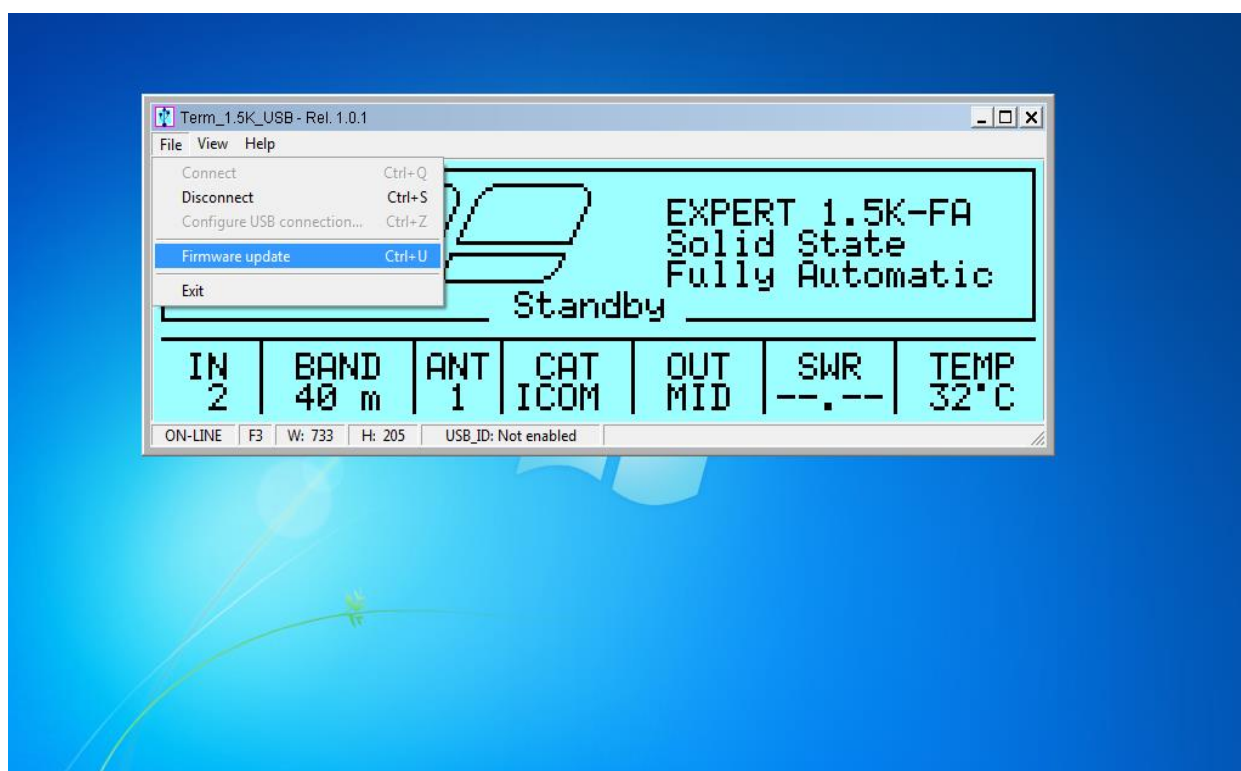 Term_1.5K_USB - Rel. 1.0.1
File View Help
Connect Ctrl+Q
Disconnect Ctrl+S
Configure USB connection... Ctrl+Z
Firmware update Ctrl+U
Exit
EXPERT 1.5K-FA
Solid State
Fully Automatic
Standby
IN BAND ANT CAT OUT SWR TEMP
2 40 m 1 ICOM MID --.-- 32°C
ON-LINE F3 W: 733 H: 205 USB_ID: Not enabled